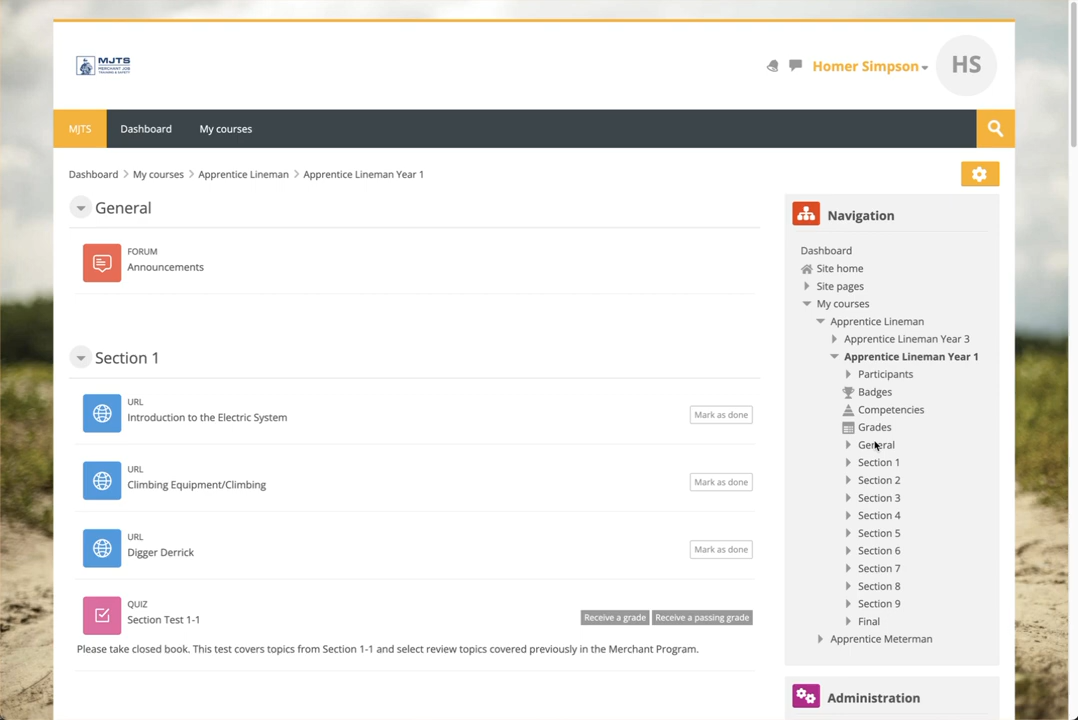 MJTS
MERCHANT JOB
TRAINING & SAFETY
Homer Simpson
HS
MJTS
Dashboard
My courses
Dashboard > My courses > Apprentice Lineman > Apprentice Lineman Year 1
General
FORUM
Announcements
Section 1
URL
Introduction to the Electric System
Mark as done
URL
Climbing Equipment/Climbing
Mark as done
URL
Digger Derrick
Mark as done
QUIZ
Section Test 1-1
Receive a grade
Receive a passing grade
Please take closed book. This test covers topics from Section 1-1 and select review topics covered previously in the Merchant Program.
Navigation
Dashboard
Site home
Site pages
My courses
Apprentice Lineman
Apprentice Lineman Year 3
Apprentice Lineman Year 1
Participants
Badges
Competencies
Grades
General
Section 1
Section 2
Section 3
Section 4
Section 5
Section 6
Section 7
Section 8
Section 9
Final
Apprentice Meterman
Administration